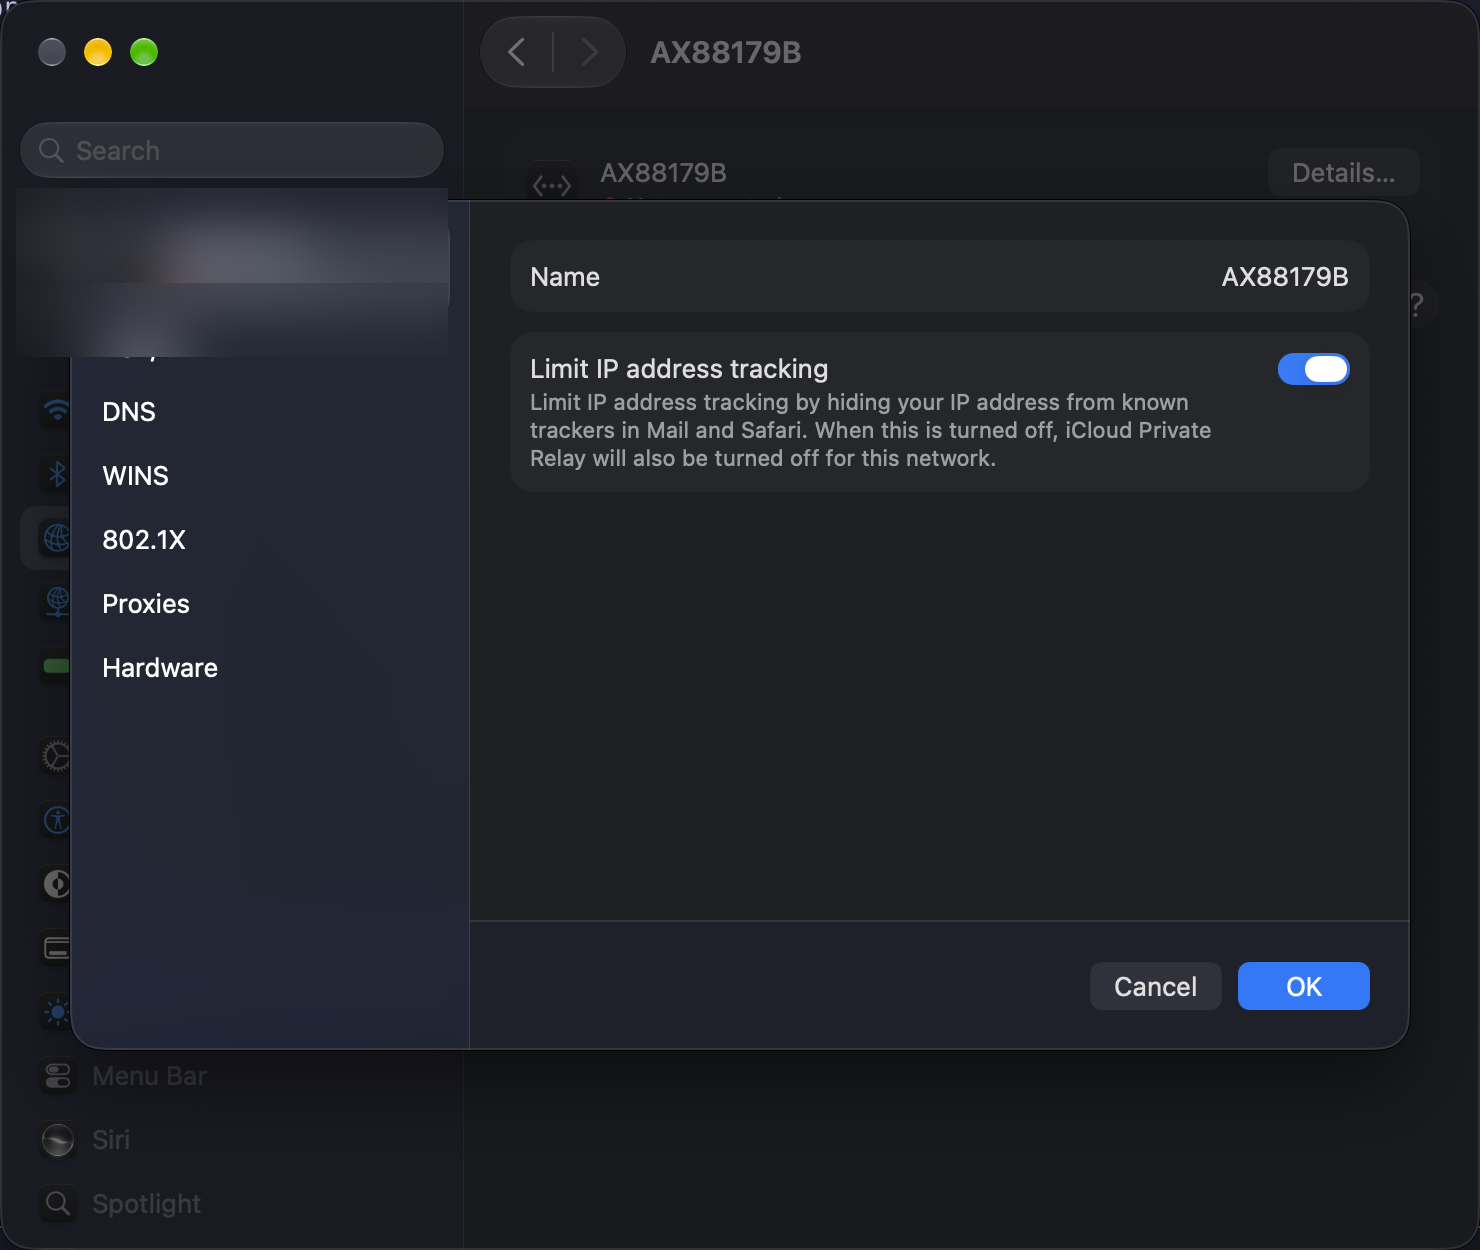 AX88179B
Search
AX88179B
Details...
Name
AX88179B
?
Limit IP address tracking
Limit IP address tracking by hiding your IP address from known
trackers in Mail and Safari. When this is turned off, iCloud Private
Relay will also be turned off for this network.
DNS
WINS
802.1X
Proxies
Hardware
Cancel
OK
Menu Bar
Siri
Spotlight